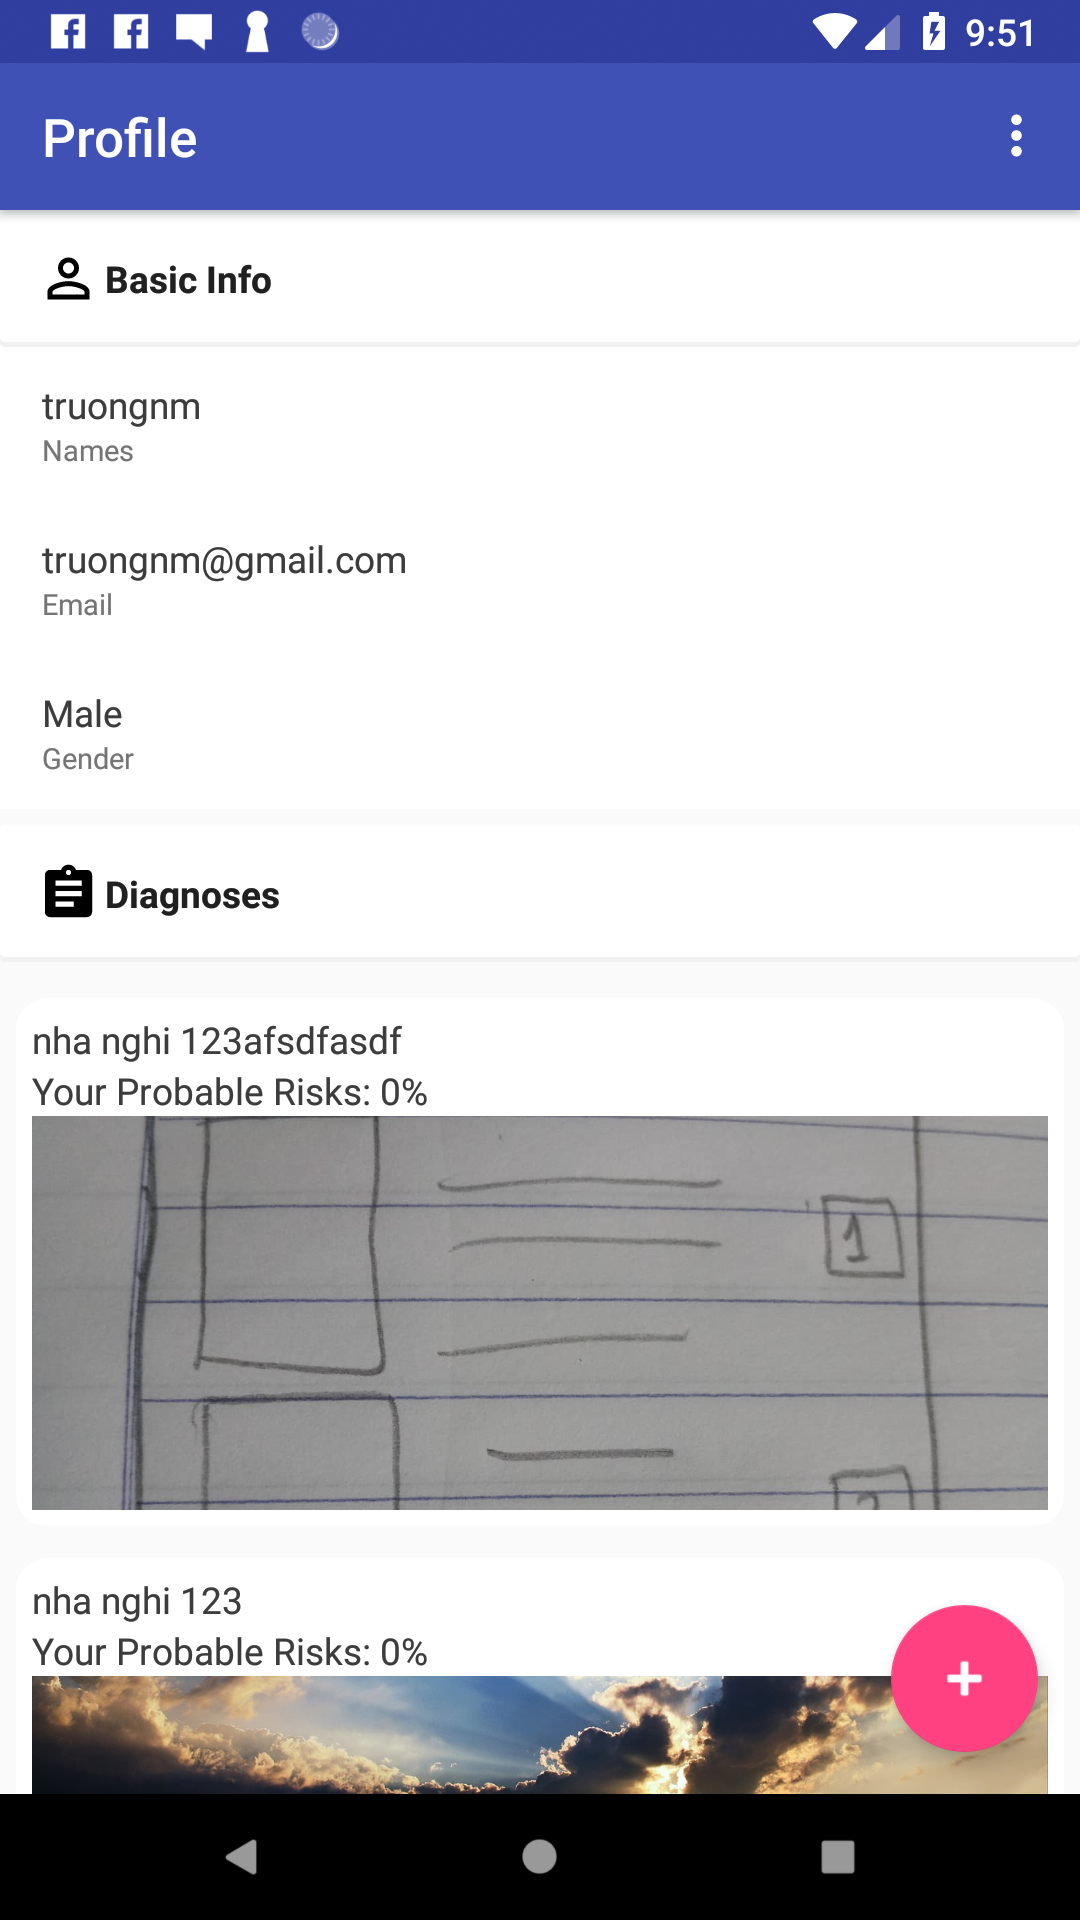 9:51
Profile
Basic Info
truongnm
Names
truongnm@gmail.com
Email
Male
Gender
Diagnoses
nha nghi 123afsdfasdf
Your Probable Risks: 0%
1
nha nghi 123
Your Probable Risks: 0%